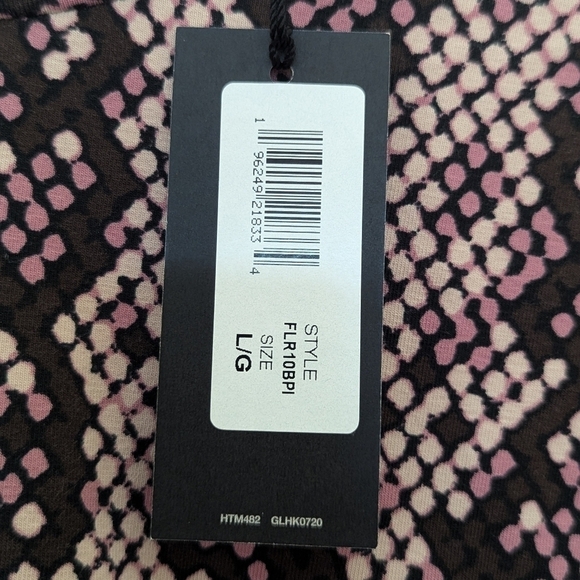 1 96249 21833 4
STYLE
FLR10BPI
SIZE
L/G
HTM482 GLHK0720